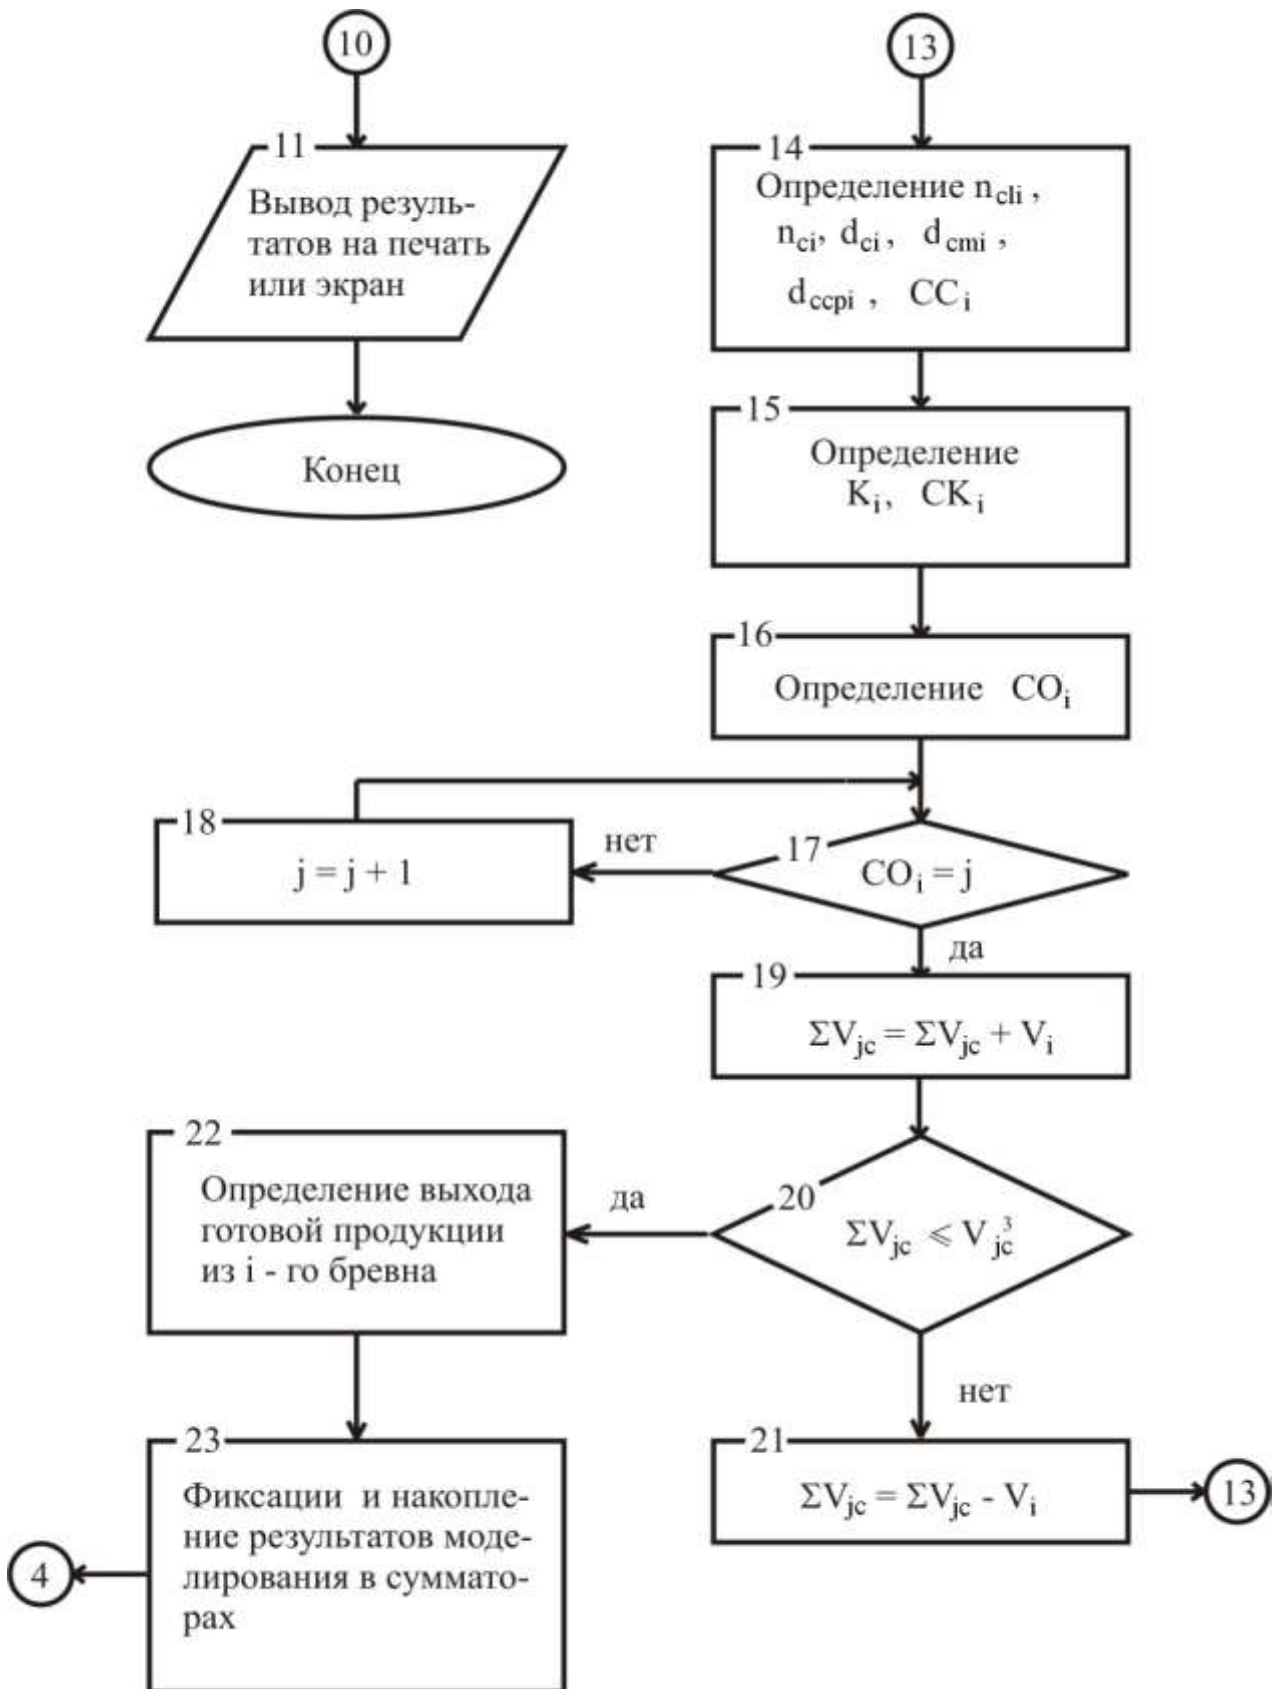 10
11
Вывод резуль-
татов на печать
или экран
Конец
13
14
Определение n_cli ,
n_ci, d_ci, d_cmi ,
d_ccpi , CC_i
15
Определение
K_i, CK_i
16
Определение CO_i
17
CO_i = j
нет
18
j = j + 1
да
19
ΣV_jc = ΣV_jc + V_i
20
ΣV_jc ⩽ V_jc^з
да
22
Определение выхода
готовой продукции
из i - го бревна
23
Фиксации и накопле-
ние результатов моде-
лирования в суммато-
рах
4
нет
21
ΣV_jc = ΣV_jc - V_i
13